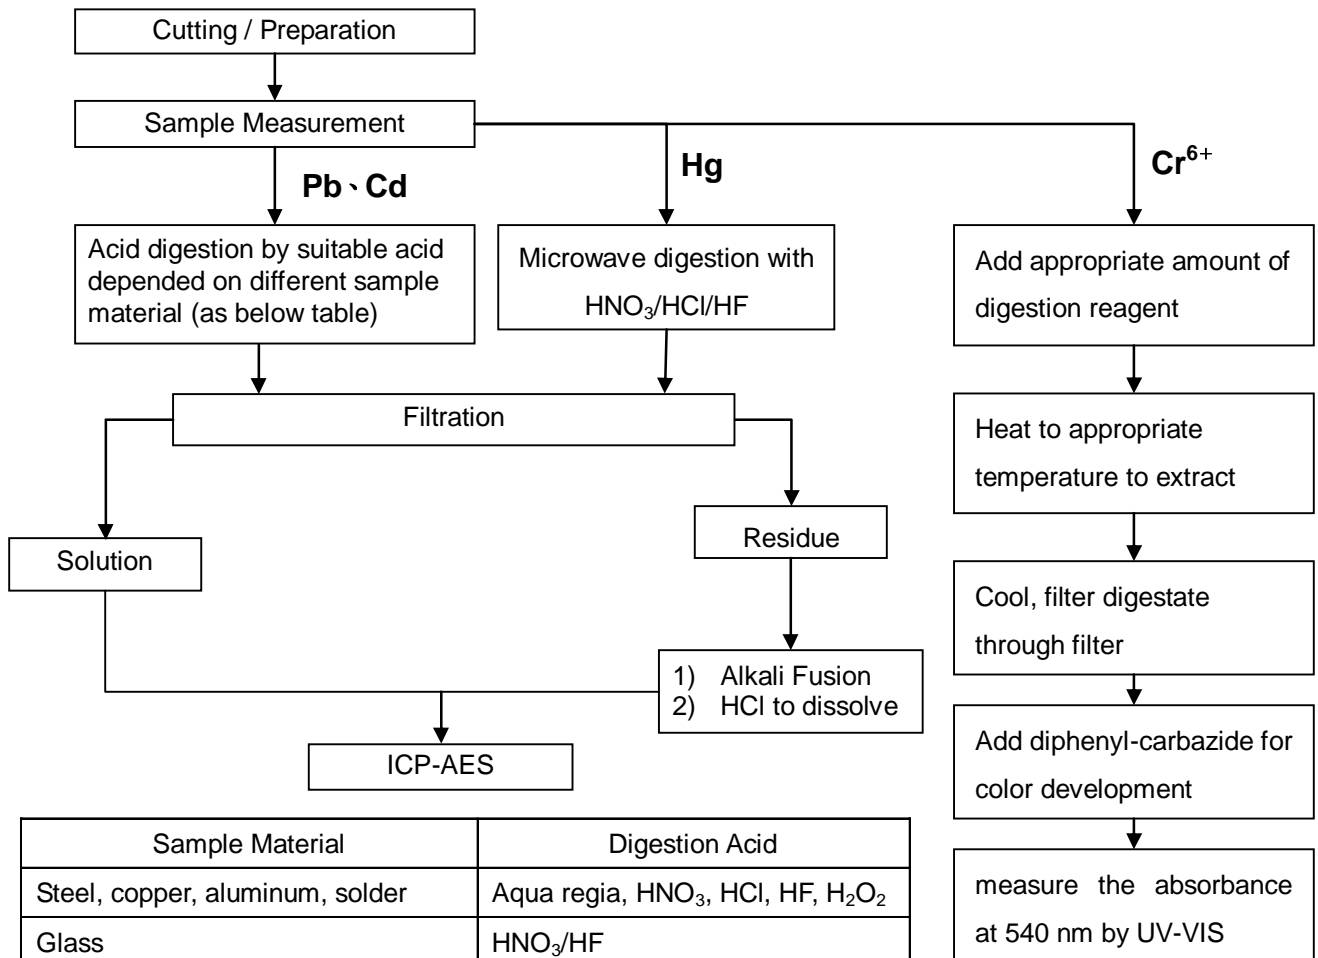 Cutting / Preparation
Sample Measurement
Pb、Cd
Hg
Cr⁶⁺
Acid digestion by suitable acid
depended on different sample
material (as below table)
Microwave digestion with
HNO₃/HCl/HF
Add appropriate amount of
digestion reagent
Filtration
Heat to appropriate
temperature to extract
Solution
Residue
Cool, filter digestate
through filter
1) Alkali Fusion
2) HCl to dissolve
ICP-AES
Add diphenyl-carbazide for
color development
Sample Material
Digestion Acid
Steel, copper, aluminum, solder
Aqua regia, HNO₃, HCl, HF, H₂O₂
Glass
HNO₃/HF
measure the absorbance
at 540 nm by UV-VIS